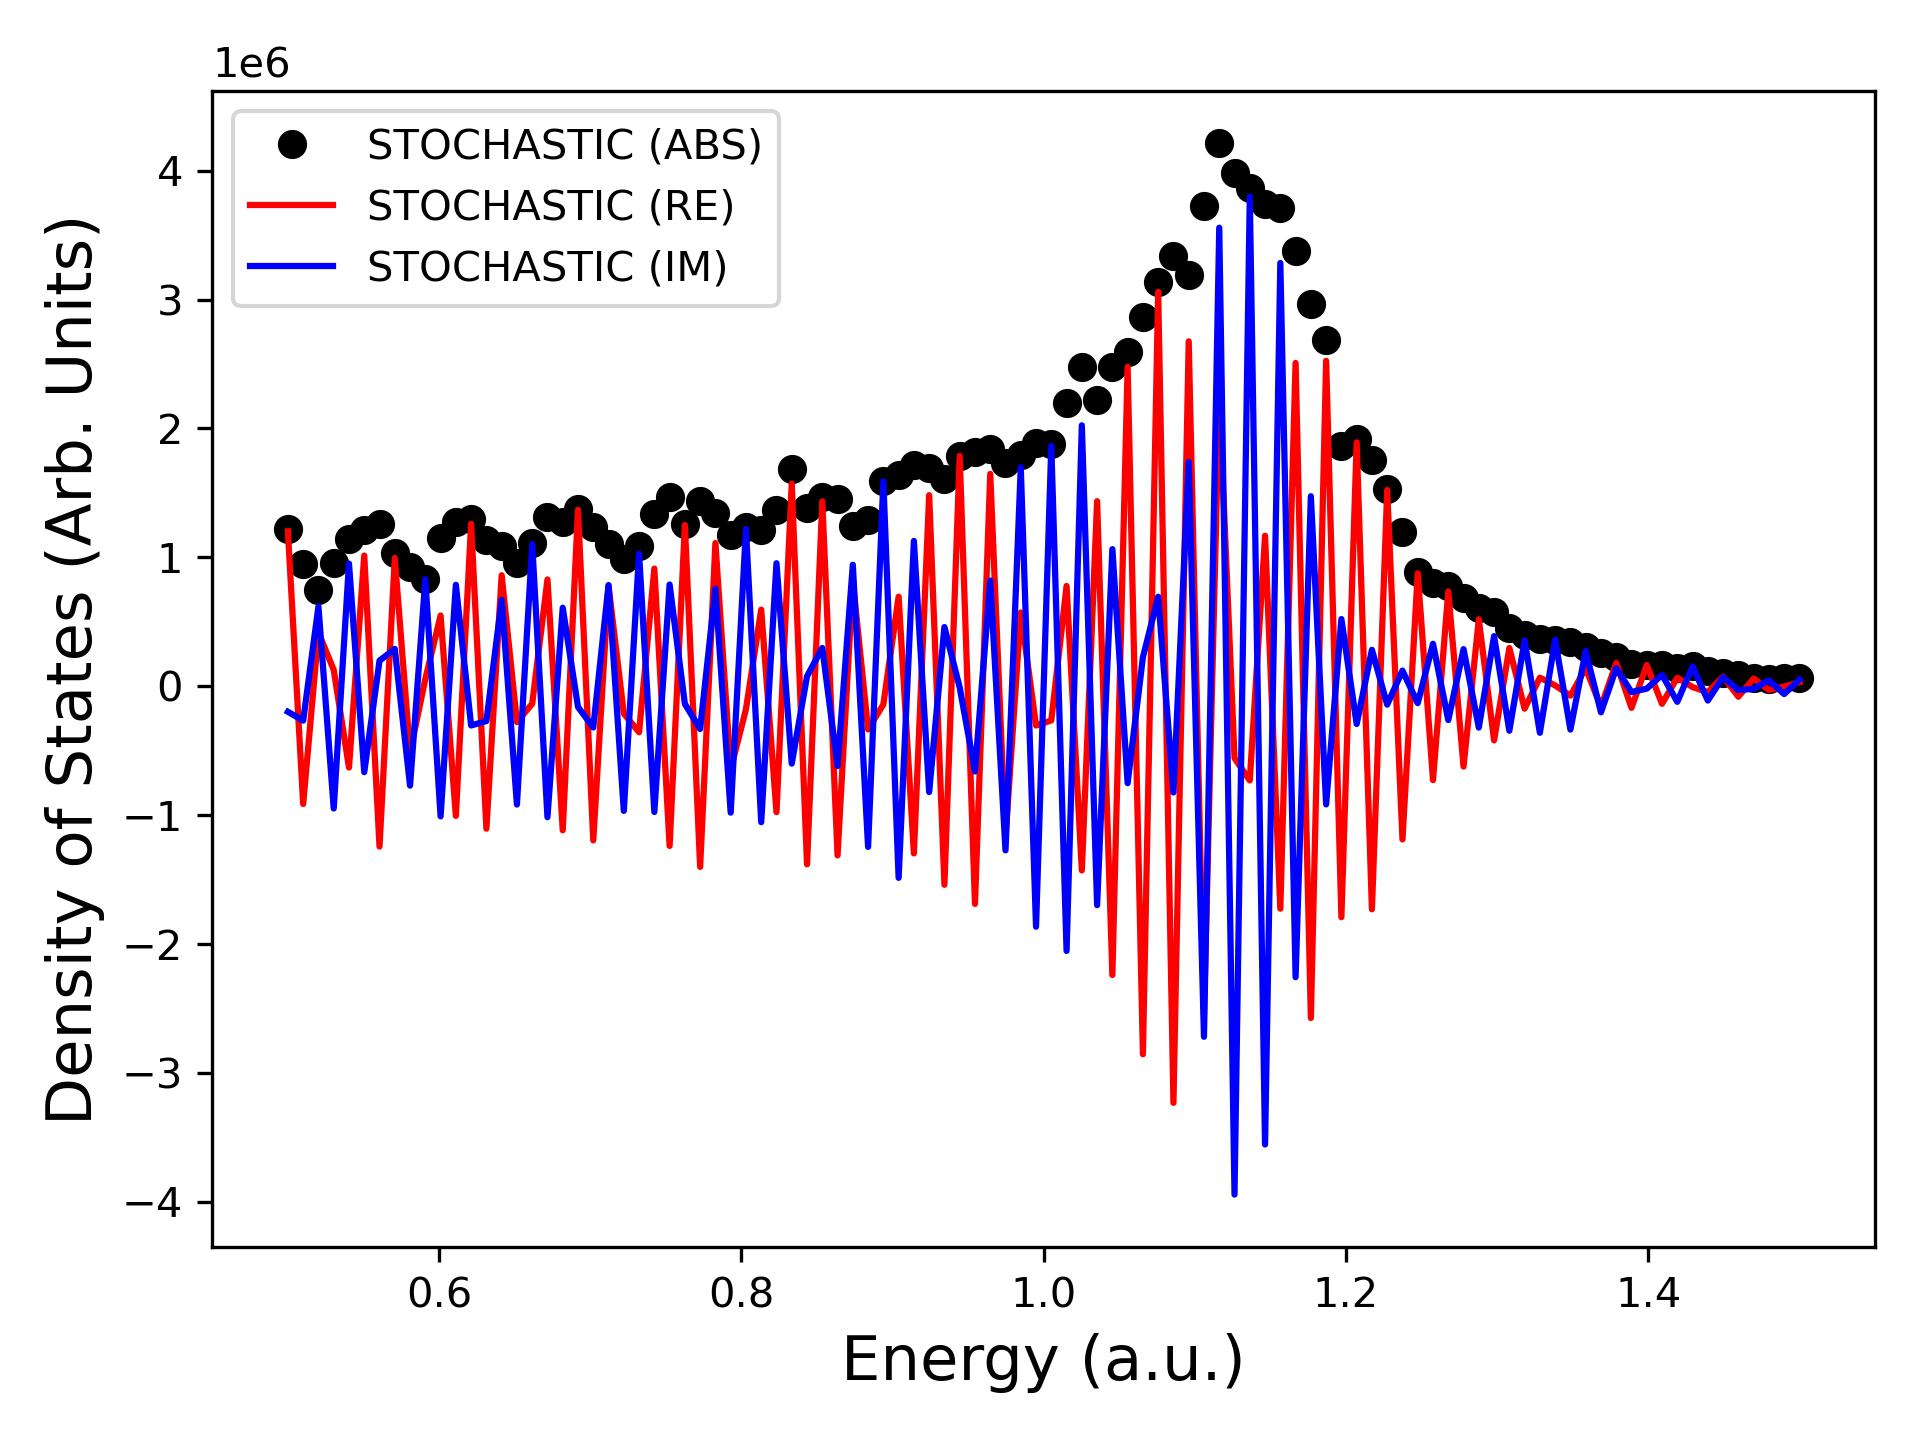 1e6
STOCHASTIC (ABS)
STOCHASTIC (RE)
STOCHASTIC (IM)
Density of States (Arb. Units)
4
3
2
1
0
−1
−2
−3
−4
0.6 0.8 1.0 1.2 1.4
Energy (a.u.)